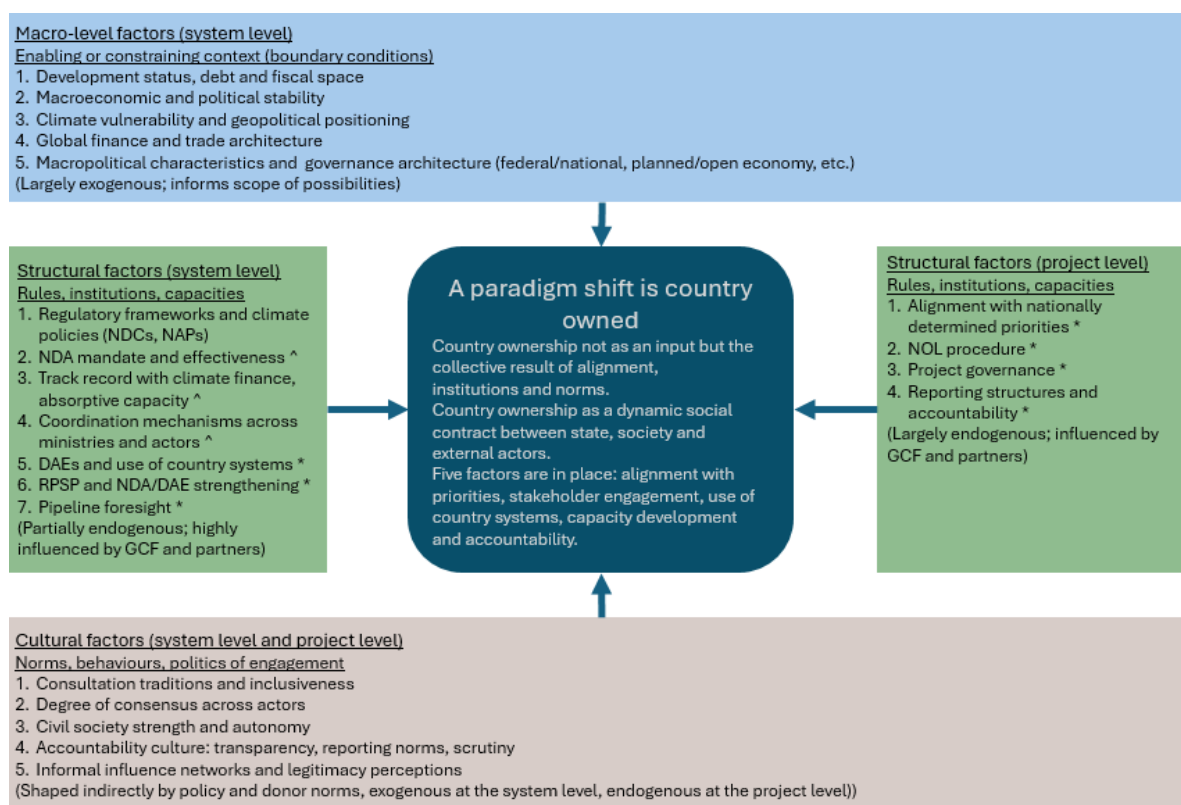 Macro-level factors (system level)
Enabling or constraining context (boundary conditions)
1. Development status, debt and fiscal space
2. Macroeconomic and political stability
3. Climate vulnerability and geopolitical positioning
4. Global finance and trade architecture
5. Macropolitical characteristics and governance architecture (federal/national, planned/open economy, etc.)
(Largely exogenous; informs scope of possibilities)
Structural factors (system level)
Rules, institutions, capacities
1. Regulatory frameworks and climate
policies (NDCs, NAPs)
2. NDA mandate and effectiveness ^
3. Track record with climate finance,
absorptive capacity ^
4. Coordination mechanisms across
ministries and actors ^
5. DAEs and use of country systems *
6. RPSP and NDA/DAE strengthening *
7. Pipeline foresight *
(Partially endogenous; highly
influenced by GCF and partners)
A paradigm shift is country
owned
Country ownership not as an input but the
collective result of alignment,
institutions and norms.
Country ownership as a dynamic social
contract between state, society and
external actors.
Five factors are in place: alignment with
priorities, stakeholder engagement, use of
country systems, capacity development
and accountability.
Structural factors (project level)
Rules, institutions, capacities
1. Alignment with nationally
determined priorities *
2. NOL procedure *
3. Project governance *
4. Reporting structures and
accountability *
(Largely endogenous; influenced by
GCF and partners)
Cultural factors (system level and project level)
Norms, behaviours, politics of engagement
1. Consultation traditions and inclusiveness
2. Degree of consensus across actors
3. Civil society strength and autonomy
4. Accountability culture: transparency, reporting norms, scrutiny
5. Informal influence networks and legitimacy perceptions
(Shaped indirectly by policy and donor norms, exogenous at the system level, endogenous at the project level))